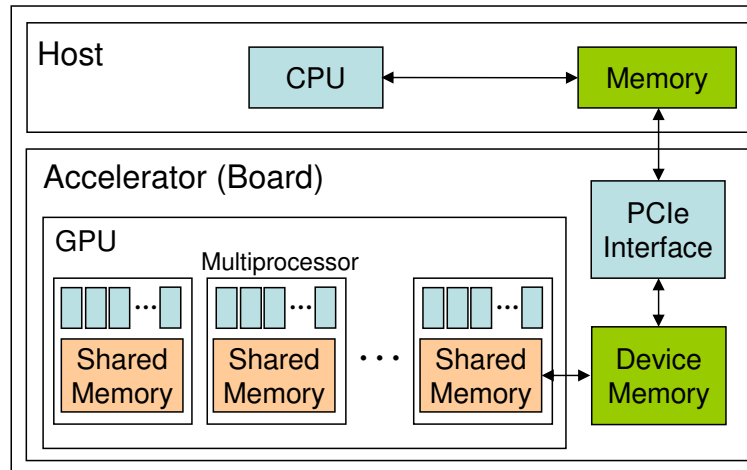 Host
CPU
Memory
Accelerator (Board)
PCIe
Interface
GPU
Multiprocessor
...
...
...
Shared
Memory
Shared
Memory
...
Shared
Memory
Device
Memory